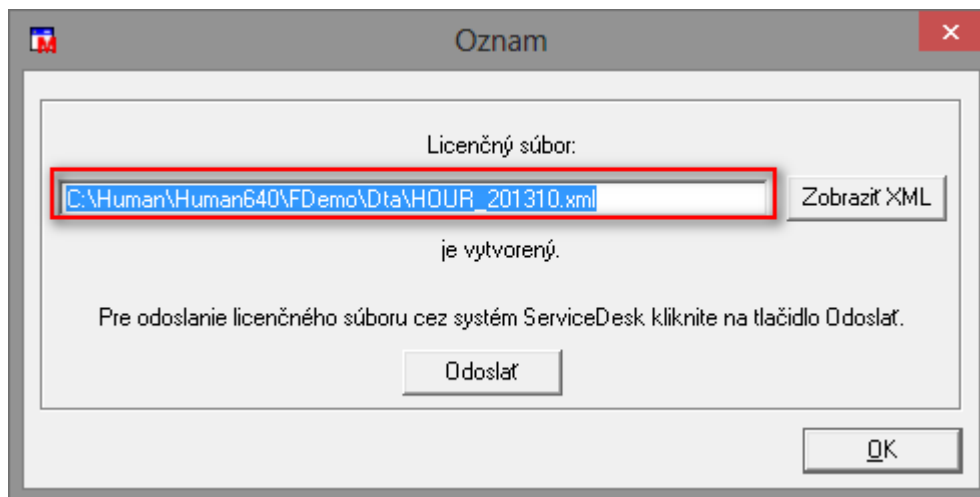 Oznam
Licenčný súbor:
C:\Human\Human640\FDemo\Dta\HOUR_201310.xml
Zobraziť XML
je vytvorený.
Pre odoslanie licenčného súboru cez systém ServiceDesk kliknite na tlačidlo Odoslať.
Odoslať
OK